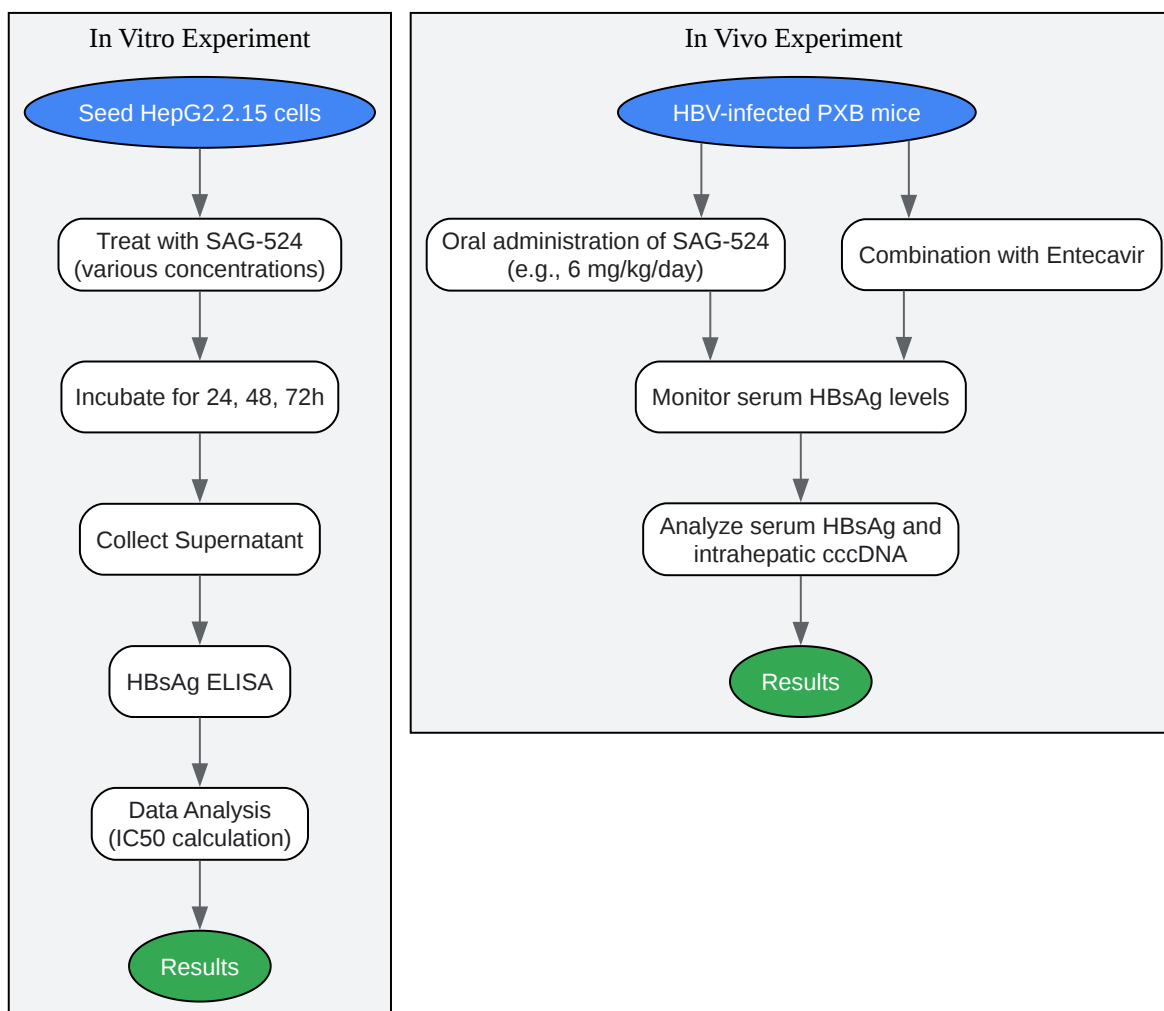 In Vitro Experiment
Seed HepG2.2.15 cells
Treat with SAG-524
(various concentrations)
Incubate for 24, 48, 72h
Collect Supernatant
HBsAg ELISA
Data Analysis
(IC50 calculation)
Results
In Vivo Experiment
HBV-infected PXB mice
Oral administration of SAG-524
(e.g., 6 mg/kg/day)
Combination with Entecavir
Monitor serum HBsAg levels
Analyze serum HBsAg and
intrahepatic cccDNA
Results